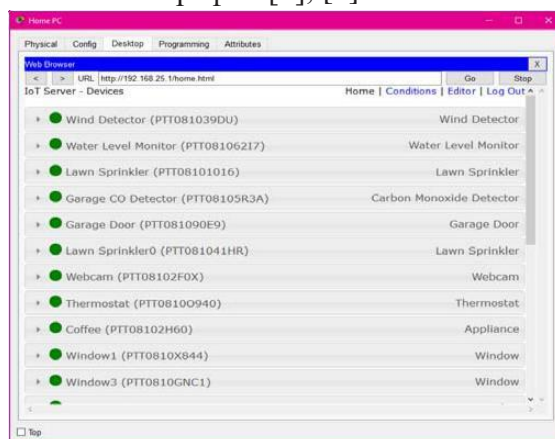 Home PC
Physical Config Desktop Programming Attributes
Web Browser X
< > URL http://192.168.25.1/home.html Go Stop
IoT Server - Devices Home | Conditions | Editor | Log Out
Wind Detector (PTT081039DU) Wind Detector
Water Level Monitor (PTT081062I7) Water Level Monitor
Lawn Sprinkler (PTT08101016) Lawn Sprinkler
Garage CO Detector (PTT08105R3A) Carbon Monoxide Detector
Garage Door (PTT081090E9) Garage Door
Lawn Sprinkler0 (PTT081041HR) Lawn Sprinkler
Webcam (PTT08102F0X) Webcam
Thermostat (PTT0810O940) Thermostat
Coffee (PTT08102H60) Appliance
Window1 (PTT0810X844) Window
Window3 (PTT0810GNC1) Window
Top